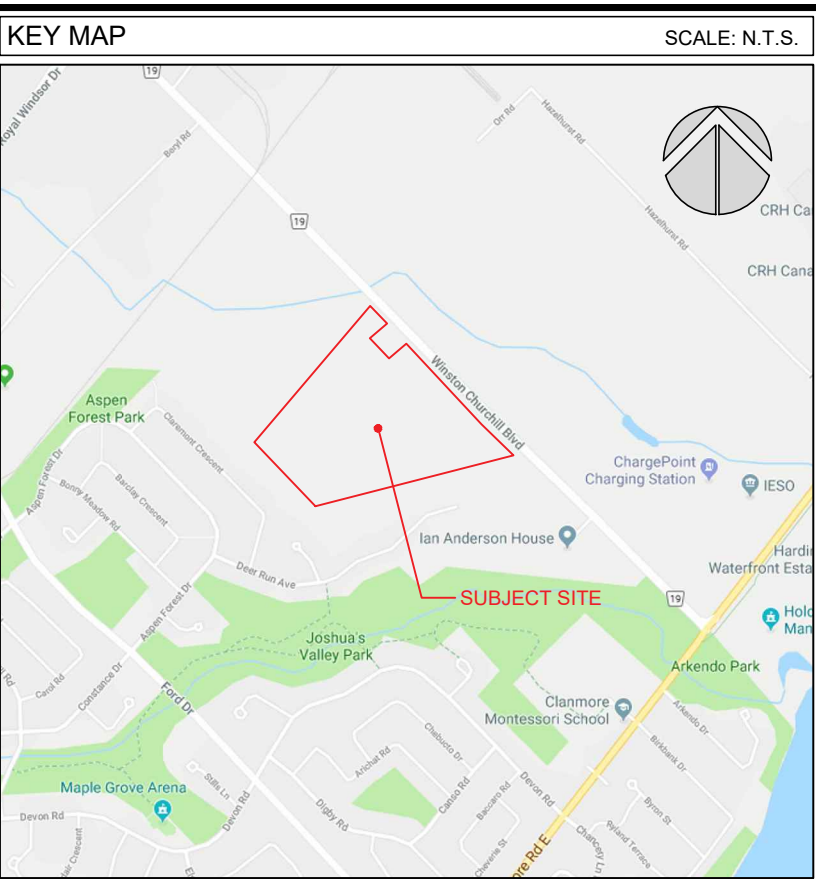 KEY MAP
SCALE: N.T.S.
19
Royal Windsor Dr
Beryl Rd
Orr Rd
Hazelhurst Rd
CRH Ca
19
Hazelhurst Rd
CRH Cana
Winston Churchill Blvd
Aspen
Forest Park
Claremont Crescent
ChargePoint
Charging Station
IESO
Aspen Forest Dr
Bonny Meadow Rd
Barclay Crescent
Ian Anderson House
Hardi
Waterfront Esta
Deer Run Ave
SUBJECT SITE
19
Holc
Man
Aspen Forest Dr
Joshua's
Valley Park
Arkendo Park
Carol Rd
Constance Dr
Ford Dr
Clanmore
Montessori School
Arkendo Dr
Birkbank Dr
Chebucto Dr
Arichat Rd
Maple Grove Arena
Stills Ln
Devon Rd
Digby Rd
Canso Rd
Baccaro Rd
Devon Rd
Byron St
Devon Rd
Ryland Terrace
Chancery Ln
Cheverie St
ore Rd E
air Crescent